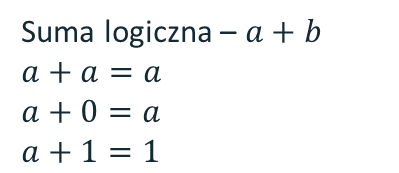 Suma logiczna – a + b
a + a = a
a + 0 = a
a + 1 = 1